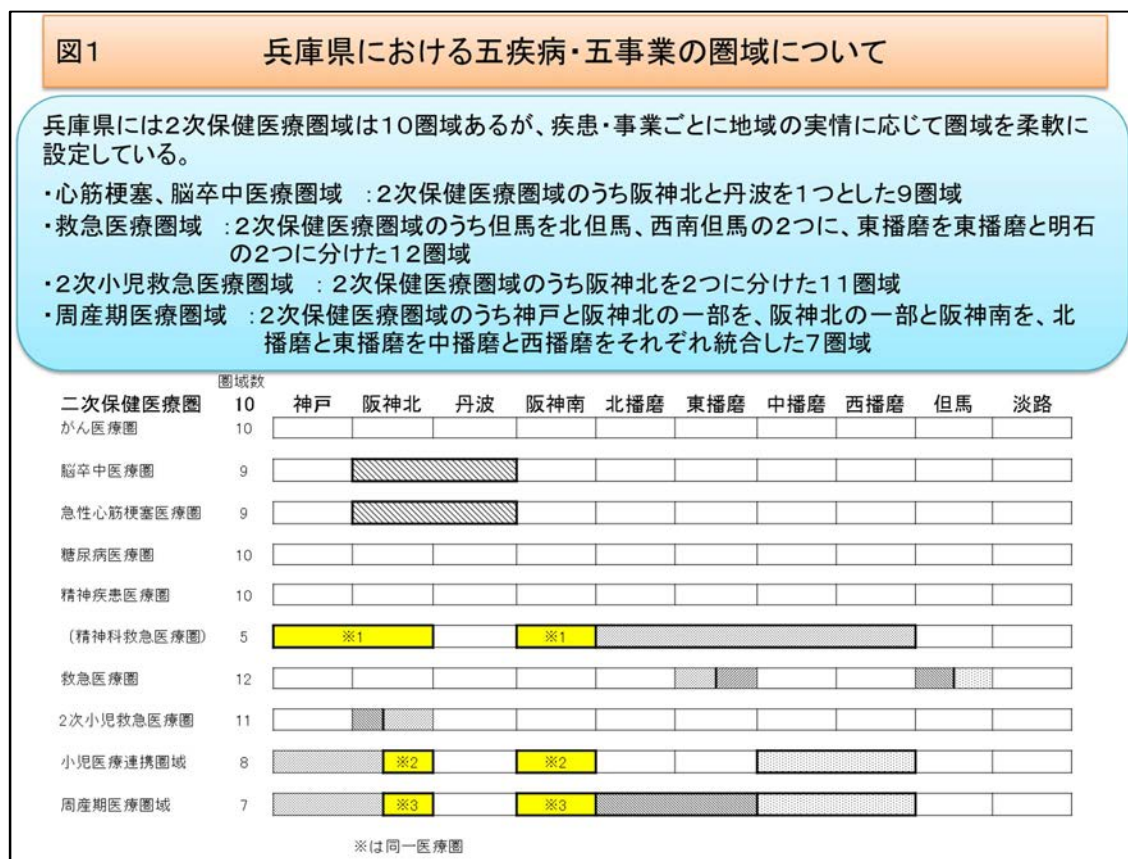 図1 兵庫県における五疾病・五事業の圏域について
兵庫県には2次保健医療圏域は10圏域あるが、疾患・事業ごとに地域の実情に応じて圏域を柔軟に
設定している。
・心筋梗塞、脳卒中医療圏域 :2次保健医療圏域のうち阪神北と丹波を1つとした9圏域
・救急医療圏域 :2次保健医療圏域のうち但馬を北但馬、西南但馬の2つに、東播磨を東播磨と明石
の2つに分けた12圏域
・2次小児救急医療圏域 : 2次保健医療圏域のうち阪神北を2つに分けた11圏域
・周産期医療圏域 :2次保健医療圏域のうち神戸と阪神北の一部を、阪神北の一部と阪神南を、北
播磨と東播磨を中播磨と西播磨をそれぞれ統合した7圏域
圏域数
二次保健医療圏 10 神戸 阪神北 丹波 阪神南 北播磨 東播磨 中播磨 西播磨 但馬 淡路
がん医療圏 10
脳卒中医療圏 9
急性心筋梗塞医療圏 9
糖尿病医療圏 10
精神疾患医療圏 10
(精神科救急医療圏) 5 ※1 ※1
救急医療圏 12
2次小児救急医療圏 11
小児医療連携圏域 8 ※2 ※2
周産期医療圏域 7 ※3 ※3
※は同一医療圏